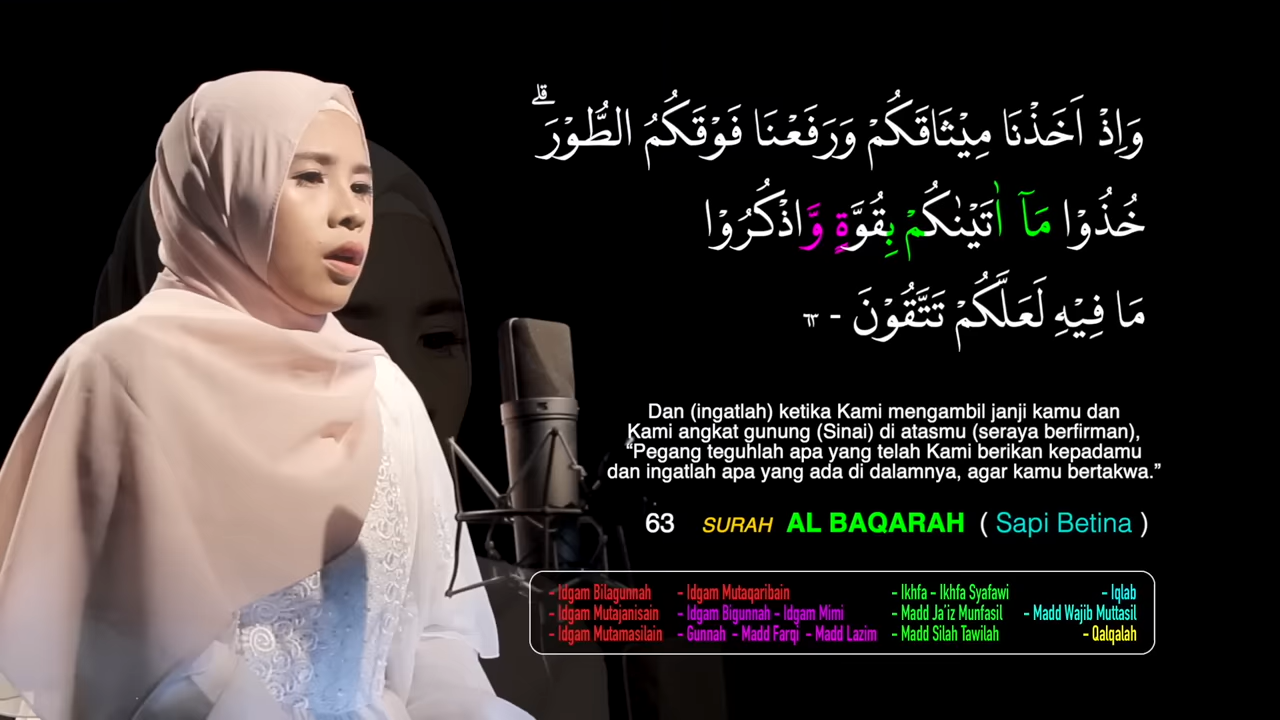 وَاِذْ اَخَذْنَا مِيْثَاقَكُمْ وَرَفَعْنَا فَوْقَكُمُ الطُّوْرَۗ
خُذُوْا مَآ اٰتَيْنٰكُمْ بِقُوَّةٍ وَّاذْكُرُوْا
مَا فِيْهِ لَعَلَّكُمْ تَتَّقُوْنَ - ٦٣
Dan (ingatlah) ketika Kami mengambil janji kamu dan
Kami angkat gunung (Sinai) di atasmu (seraya berfirman),
“Pegang teguhlah apa yang telah Kami berikan kepadamu
dan ingatlah apa yang ada di dalamnya, agar kamu bertakwa.”
63 SURAH AL BAQARAH ( Sapi Betina )
- Idgam Bilagunnah - Idgam Mutaqaribain - Ikhfa - Ikhfa Syafawi - Iqlab
- Idgam Mutajanisain - Idgam Bigunnah - Idgam Mimi - Madd Ja'iz Munfasil - Madd Wajib Muttasil
- Idgam Mutamasilain - Gunnah - Madd Farqi - Madd Lazim - Madd Silah Tawilah - Qalqalah